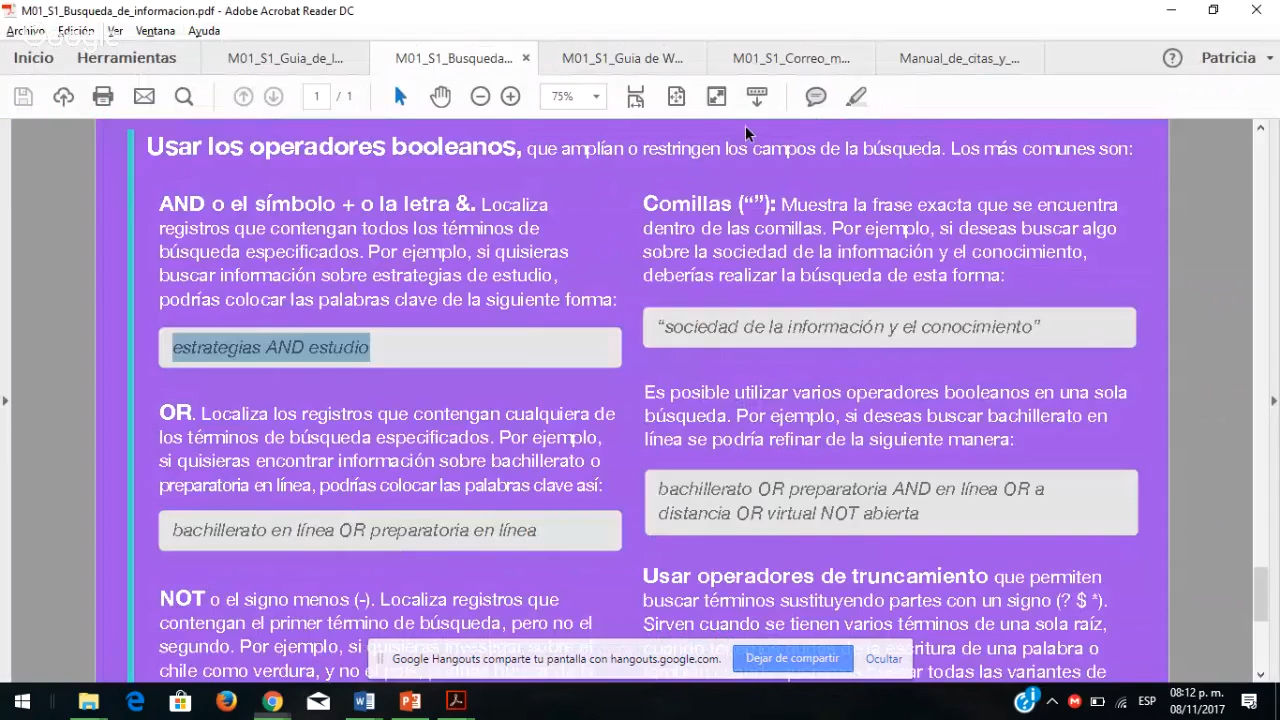 M01_S1_Busqueda_de_informacion.pdf - Adobe Acrobat Reader DC
Archivo Edición Ver Ventana Ayuda
Google
Inicio Herramientas M01_S1_Guia_de_I... M01_S1_Busqueda... × M01_S1_Guia de W... M01_S1_Correo_m... Manual_de_citas_y_... Patricia
1 / 1 75%
Usar los operadores booleanos, que amplían o restringen los campos de la búsqueda. Los más comunes son:
AND o el símbolo + o la letra &. Localiza
registros que contengan todos los términos de
búsqueda especificados. Por ejemplo, si quisieras
buscar información sobre estrategias de estudio,
podrías colocar las palabras clave de la siguiente forma:
estrategias AND estudio
OR. Localiza los registros que contengan cualquiera de
los términos de búsqueda especificados. Por ejemplo,
si quisieras encontrar información sobre bachillerato o
preparatoria en línea, podrías colocar las palabras clave así:
bachillerato en línea OR preparatoria en línea
NOT o el signo menos (-). Localiza registros que
contengan el primer término de búsqueda, pero no el
segundo. Por ejemplo, si
chile como verdura, y no
Comillas (“”): Muestra la frase exacta que se encuentra
dentro de las comillas. Por ejemplo, si deseas buscar algo
sobre la sociedad de la información y el conocimiento,
deberías realizar la búsqueda de esta forma:
“sociedad de la información y el conocimiento”
Es posible utilizar varios operadores booleanos en una sola
búsqueda. Por ejemplo, si deseas buscar bachillerato en
línea se podría refinar de la siguiente manera:
bachillerato OR preparatoria AND en línea OR a
distancia OR virtual NOT abierta
Usar operadores de truncamiento que permiten
buscar términos sustituyendo partes con un signo (? $ *).
Sirven cuando se tienen varios términos de una sola raíz,
escritura de una palabra o
todas las variantes de
Google Hangouts comparte tu pantalla con hangouts.google.com. Dejar de compartir Ocultar
ESP 08:12 p. m.
08/11/2017